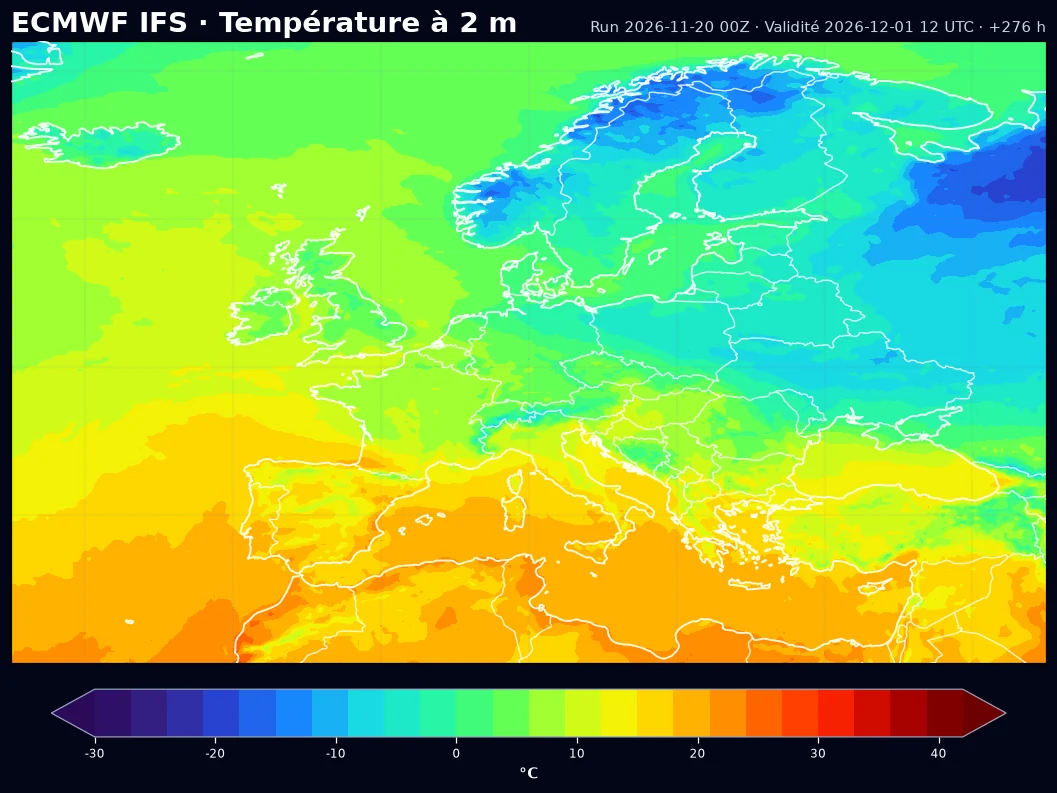 ECMWF IFS · Température à 2 m
Run 2026-11-20 00Z · Validité 2026-12-01 12 UTC · +276 h
-30 -20 -10 0 10 20 30 40
°C